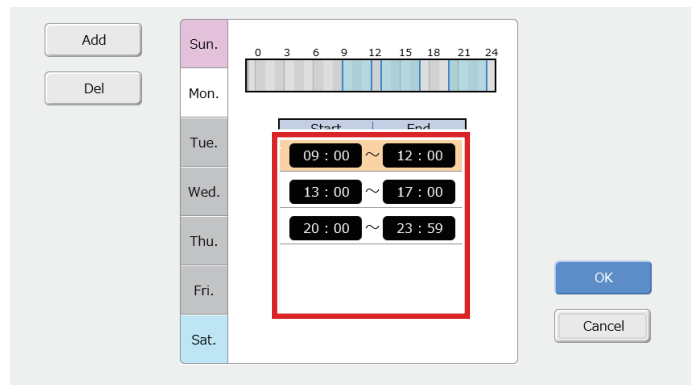 Add
Del
Sun.
Mon.
Tue.
Wed.
Thu.
Fri.
Sat.
0 3 6 9 12 15 18 21 24
Start End
09 : 00 ～ 12 : 00
13 : 00 ～ 17 : 00
20 : 00 ～ 23 : 59
OK
Cancel